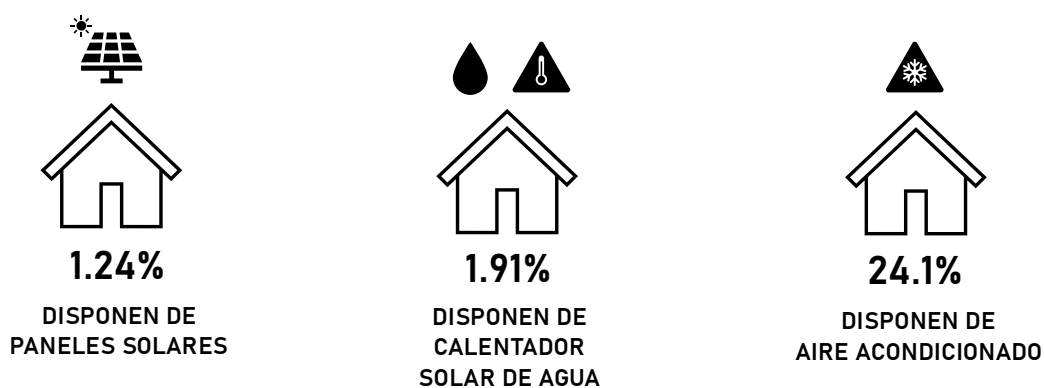 1.24%
DISPONEN DE
PANELES SOLARES
1.91%
DISPONEN DE
CALENTADOR
SOLAR DE AGUA
24.1%
DISPONEN DE
AIRE ACONDICIONADO